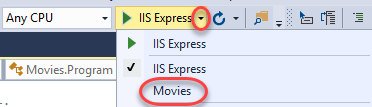 Any CPU IIS Express
IIS Express
Movies.Program IIS Express
Movies